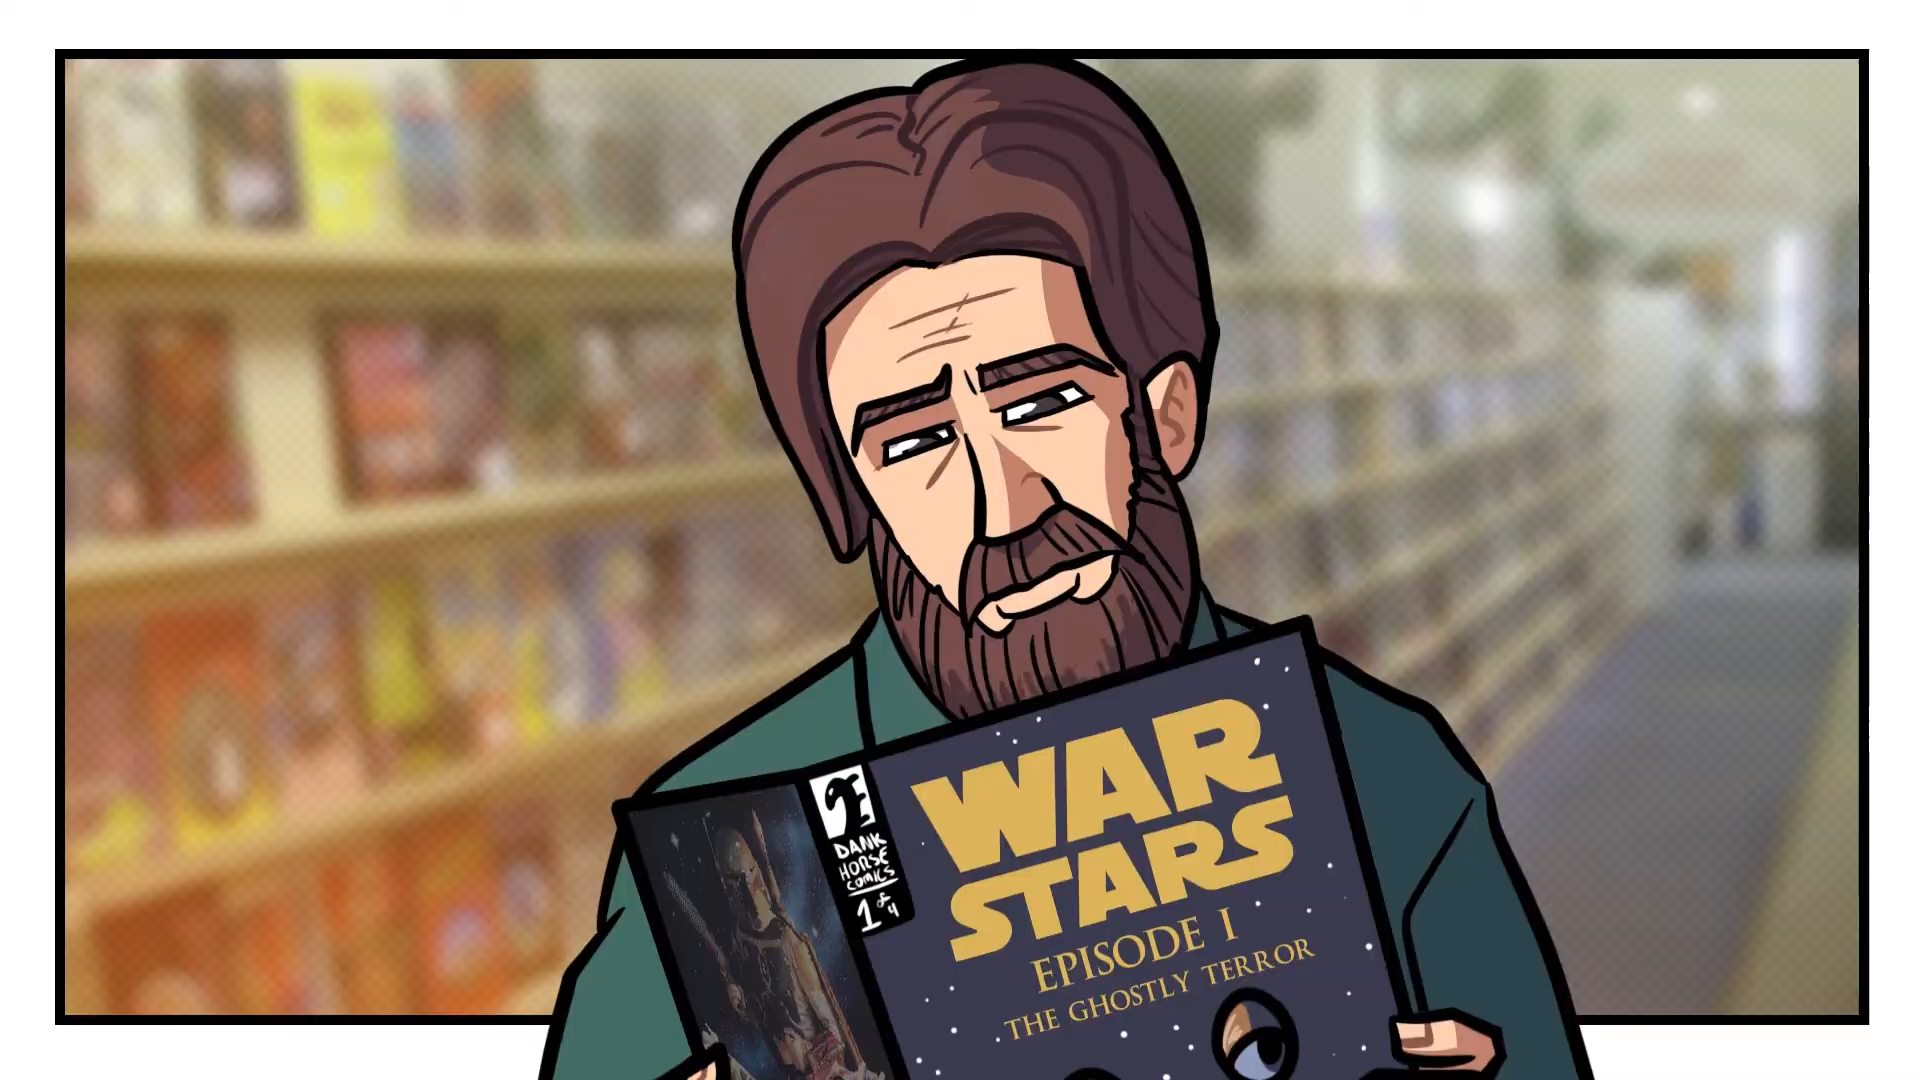 DANK
HORSE
COMICS
1 of 4
WAR
STARS
EPISODE I
THE GHOSTLY TERROR